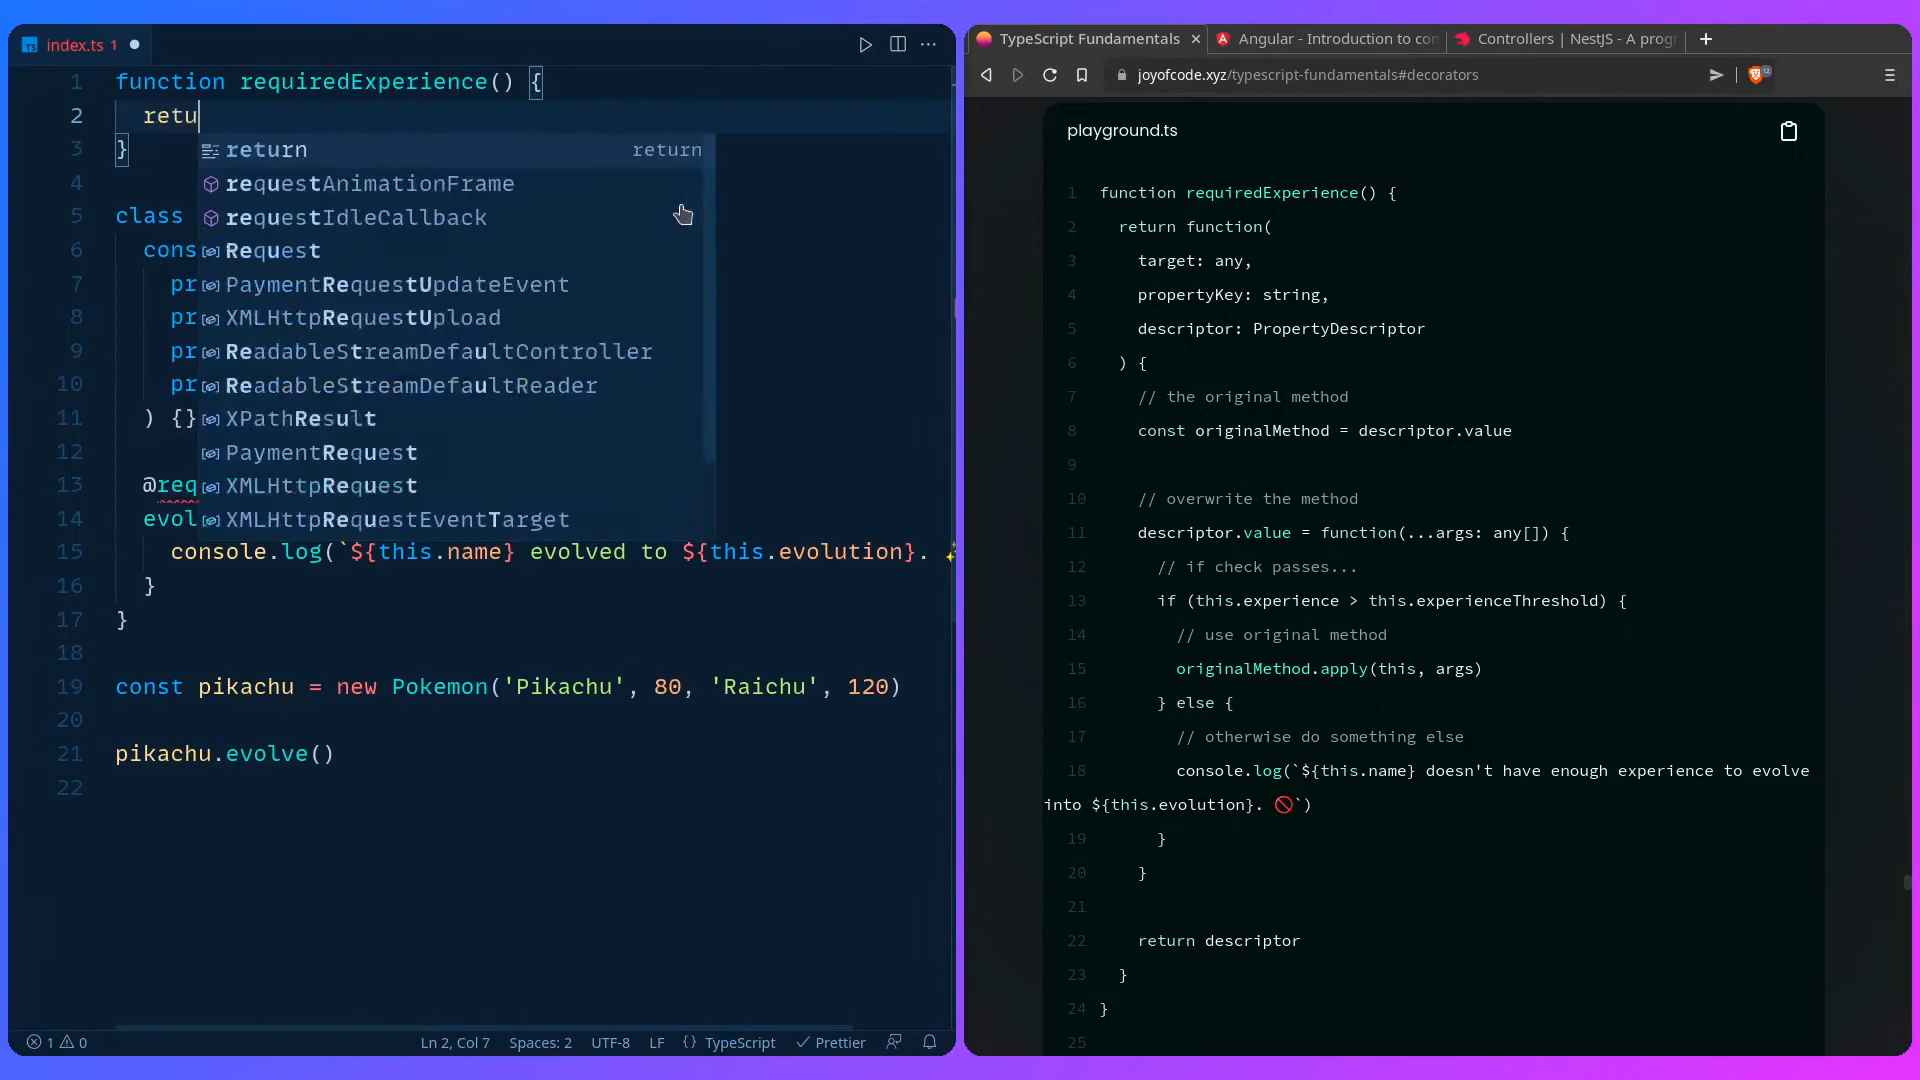 index.ts 1
1 function requiredExperience() {
2 retu
3 }
4
5 class
6 cons
7 pr
8 pr
9 pr
10 pr
11 ) {}
12
13 @req
14 evol
15 console.log(`${this.name} evolved to ${this.evolution}. ✨
16 }
17 }
18
19 const pikachu = new Pokemon('Pikachu', 80, 'Raichu', 120)
20
21 pikachu.evolve()
22
return return
requestAnimationFrame
requestIdleCallback
Request
PaymentRequestUpdateEvent
XMLHttpRequestUpload
ReadableStreamDefaultController
ReadableStreamDefaultReader
XPathResult
PaymentRequest
XMLHttpRequest
XMLHttpRequestEventTarget
1 0 Ln 2, Col 7 Spaces: 2 UTF-8 LF {} TypeScript Prettier
TypeScript Fundamentals Angular - Introduction to con Controllers | NestJS - A prog
joyofcode.xyz/typescript-fundamentals#decorators
playground.ts
1 function requiredExperience() {
2 return function(
3 target: any,
4 propertyKey: string,
5 descriptor: PropertyDescriptor
6 ) {
7 // the original method
8 const originalMethod = descriptor.value
9
10 // overwrite the method
11 descriptor.value = function(...args: any[]) {
12 // if check passes...
13 if (this.experience > this.experienceThreshold) {
14 // use original method
15 originalMethod.apply(this, args)
16 } else {
17 // otherwise do something else
18 console.log(`${this.name} doesn't have enough experience to evolve
into ${this.evolution}. 🚫`)
19 }
20 }
21
22 return descriptor
23 }
24 }
25